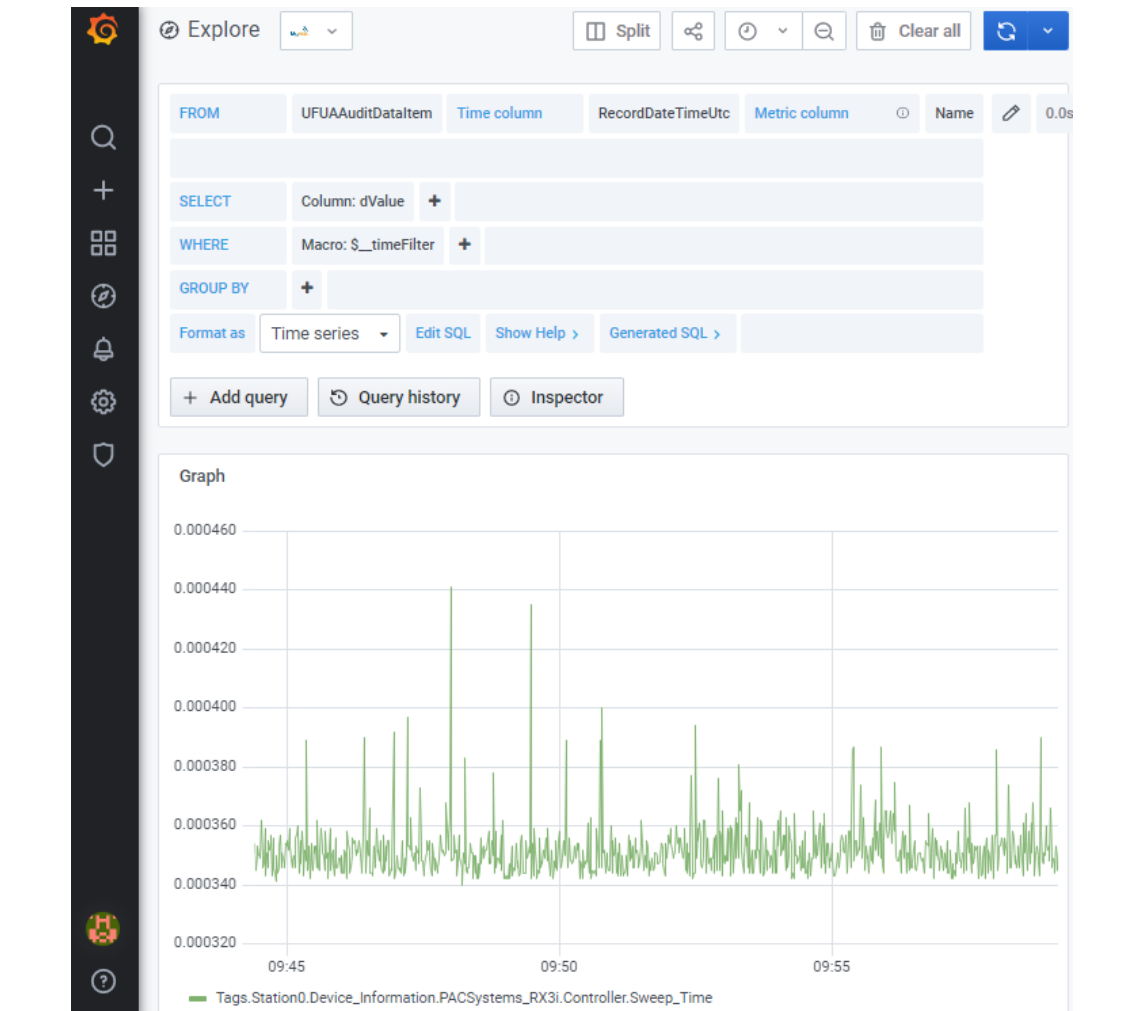 Explore Split Clear all
FROM UFUAAuditDataItem Time column RecordDateTimeUtc Metric column Name 0.0s
SELECT Column: dValue +
WHERE Macro: $__timeFilter +
GROUP BY +
Format as Time series Edit SQL Show Help > Generated SQL >
+ Add query Query history Inspector
Graph
0.000460
0.000440
0.000420
0.000400
0.000380
0.000360
0.000340
0.000320
09:45 09:50 09:55
Tags.Station0.Device_Information.PACSystems_RX3i.Controller.Sweep_Time